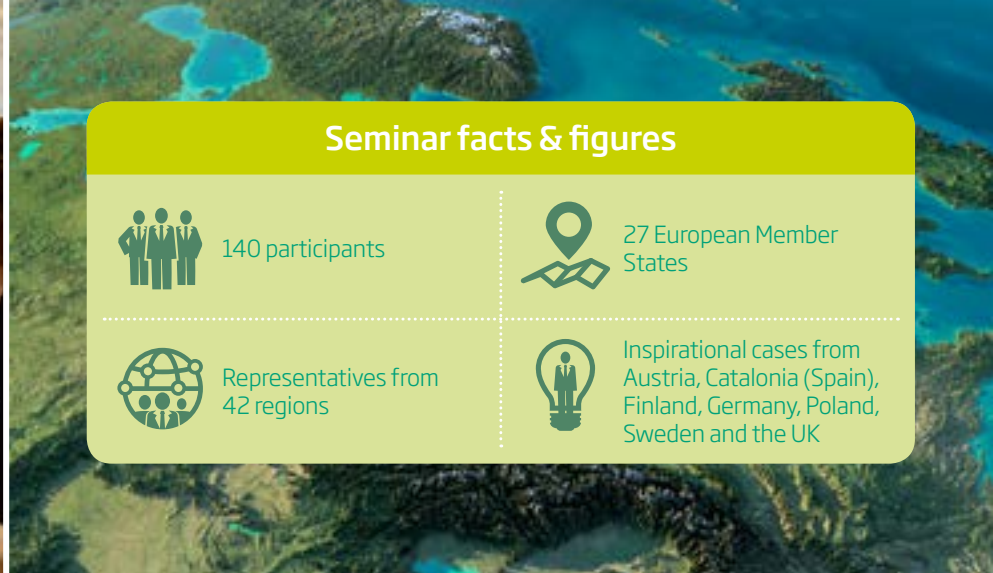 Seminar facts & figures
140 participants
27 European Member
States
Representatives from
42 regions
Inspirational cases from
Austria, Catalonia (Spain),
Finland, Germany, Poland,
Sweden and the UK